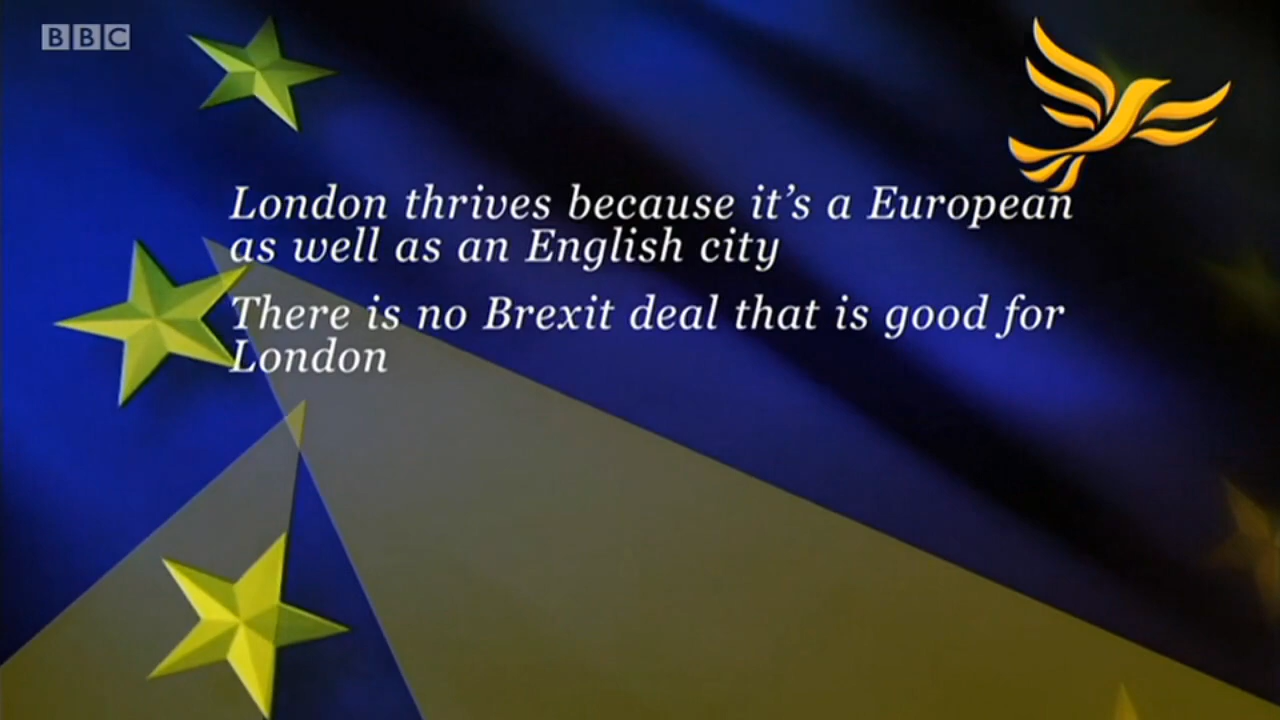 BBC
London thrives because it’s a European
as well as an English city
There is no Brexit deal that is good for
London